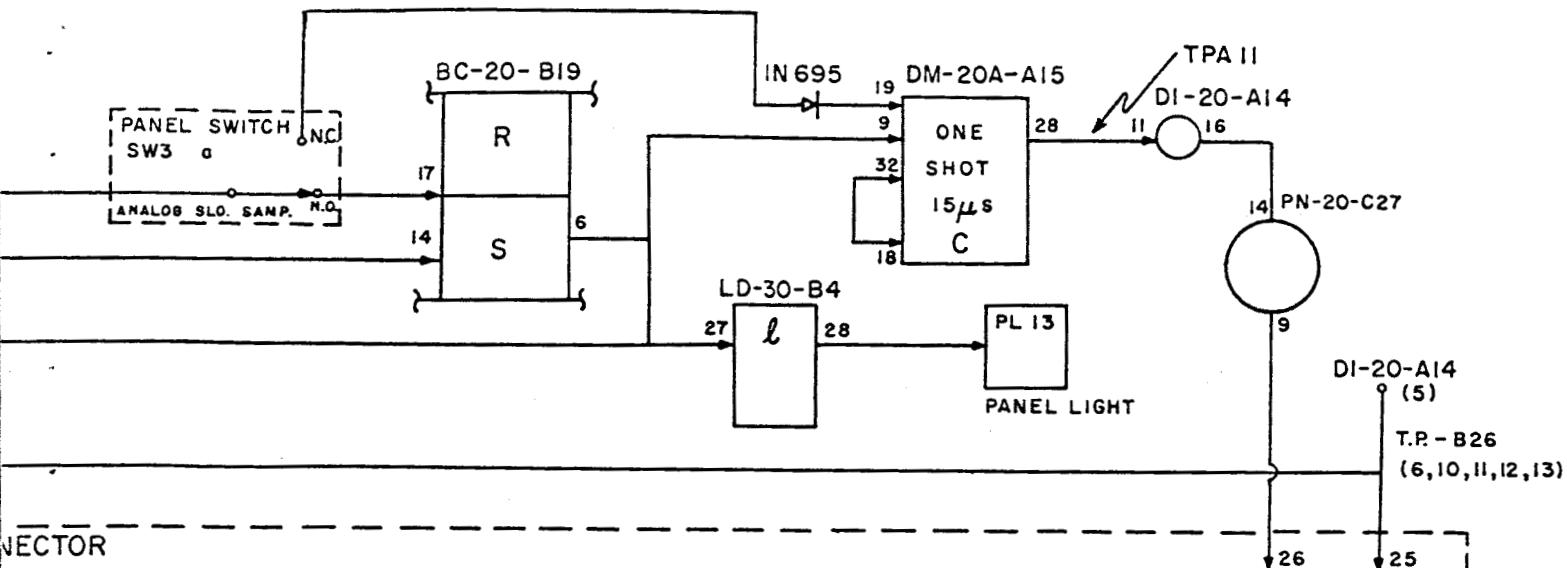 BC-20-B19
IN 695
DM-20A-A15
TPA 11
DI-20-A14
PANEL SWITCH
SW3 a
N.C.
ANALOG SLO. SAMP.
N.O.
17
R
14
S
6
19
9
32
18
ONE
SHOT
15μs
C
28
11
16
14
PN-20-C27
9
LD-30-B4
27
ℓ
28
PL 13
PANEL LIGHT
DI-20-A14
(5)
T.P. - B26
(6,10,11,12,13)
NECTOR
26
25